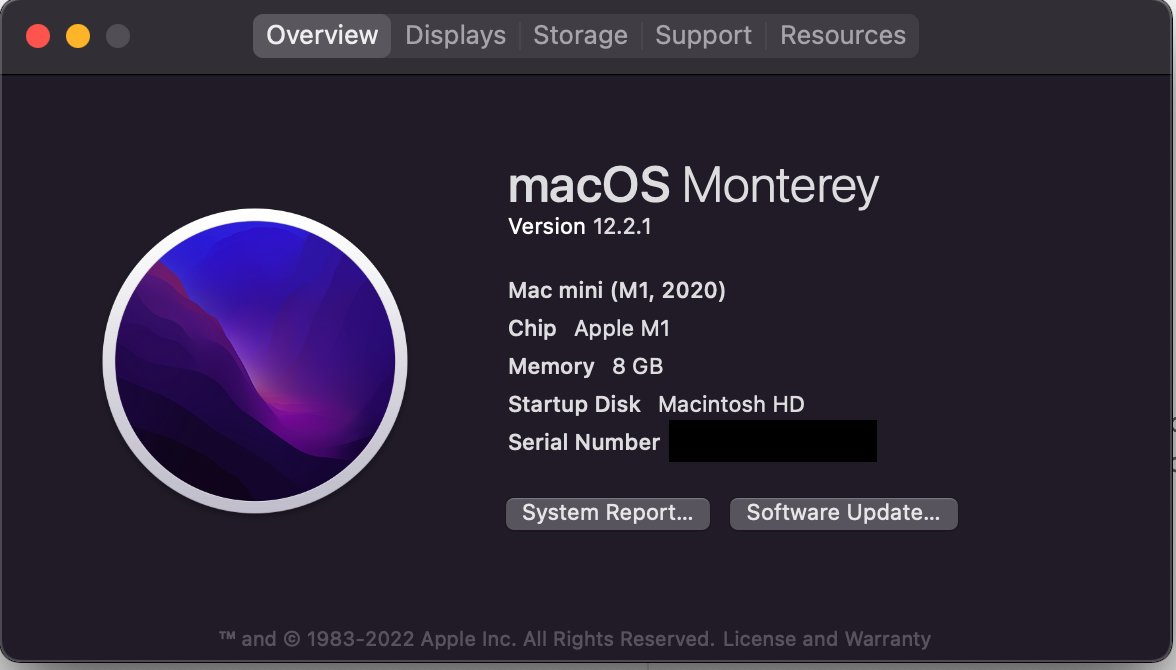 Overview Displays Storage Support Resources
macOS Monterey
Version 12.2.1
Mac mini (M1, 2020)
Chip Apple M1
Memory 8 GB
Startup Disk Macintosh HD
Serial Number
System Report... Software Update...
™ and © 1983-2022 Apple Inc. All Rights Reserved. License and Warranty